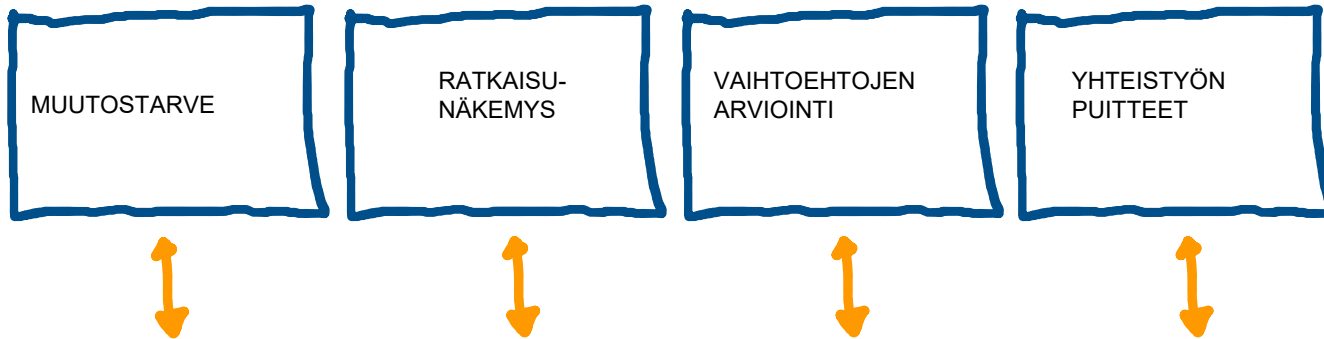 MUUTOSTARVE
RATKAISU-
NÄKEMYS
VAIHTOEHTOJEN
ARVIOINTI
YHTEISTYÖN
PUITTEET